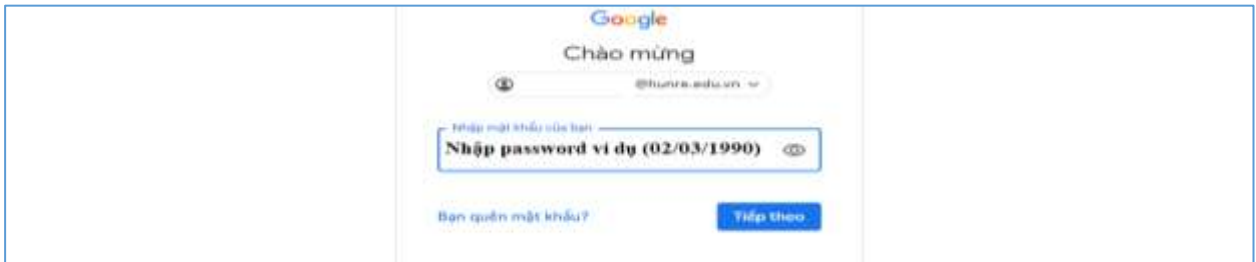 Google
Chào mừng
@hunre.edu.vn
Nhập mật khẩu của bạn
Nhập password ví dụ (02/03/1990)
Bạn quên mật khẩu?
Tiếp theo